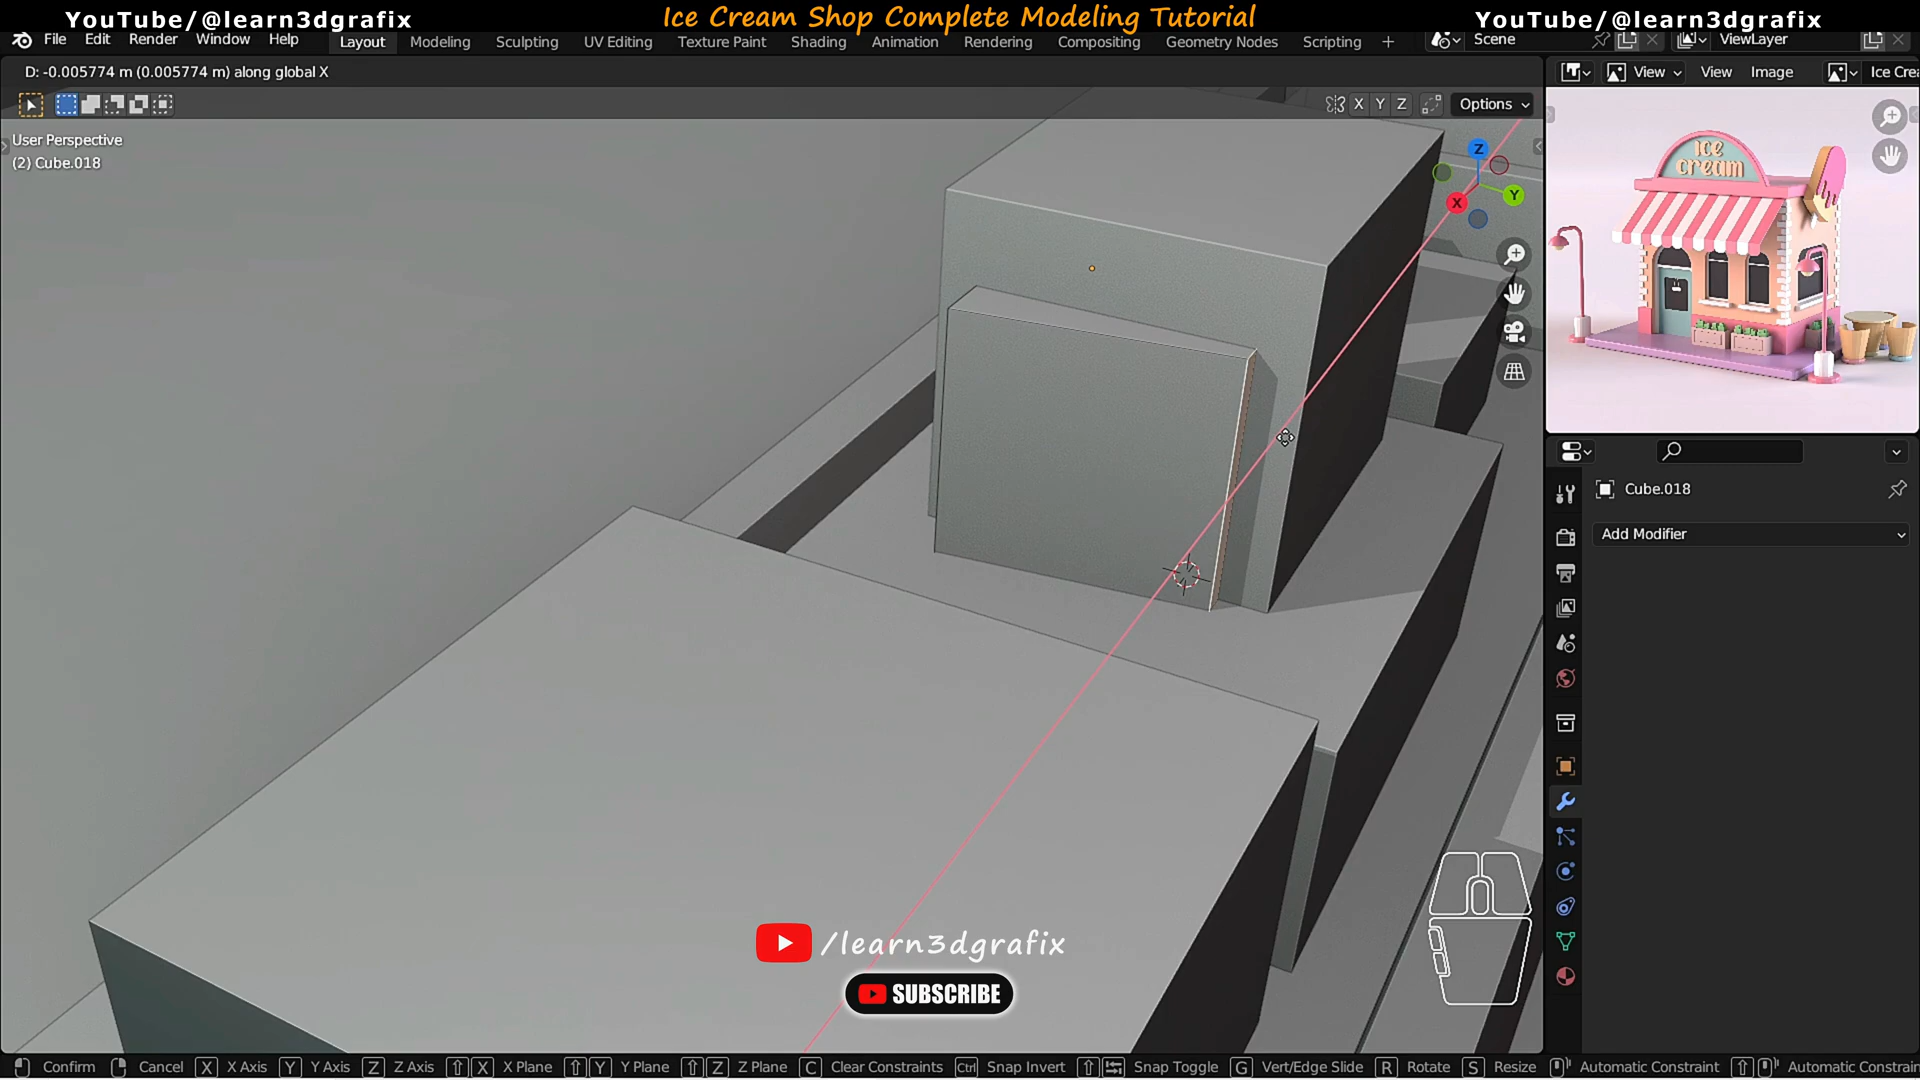 YouTube/@learn3dgrafix
Ice Cream Shop Complete Modeling Tutorial
YouTube/@learn3dgrafix
File Edit Render Window Help
Layout Modeling Sculpting UV Editing Texture Paint Shading Animation Rendering Compositing Geometry Nodes Scripting +
Scene
ViewLayer
D: -0.005774 m (0.005774 m) along global X
View View Image Ice Crea
X Y Z Options
User Perspective
(2) Cube.018
Z
Y
X
ICE
cream
Cube.018
Add Modifier
/learn3dgrafix
SUBSCRIBE
Confirm Cancel X X Axis Y Y Axis Z Z Axis X X Plane Y Y Plane Z Z Plane C Clear Constraints Ctrl Snap Invert Snap Toggle G Vert/Edge Slide R Rotate S Resize Automatic Constraint Automatic Constrain